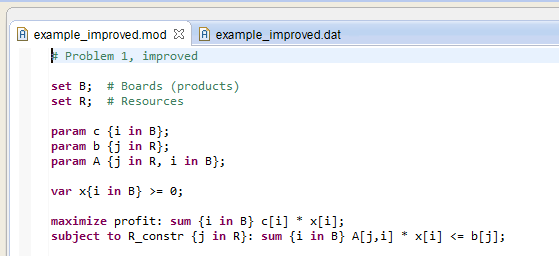 example_improved.mod
example_improved.dat
# Problem 1, improved
set B;  # Boards (products)
set R;  # Resources
param c {i in B};
param b {j in R};
param A {j in R, i in B};
var x{i in B} >= 0;
maximize profit: sum {i in B} c[i] * x[i];
subject to R_constr {j in R}: sum {i in B} A[j,i] * x[i] <= b[j];